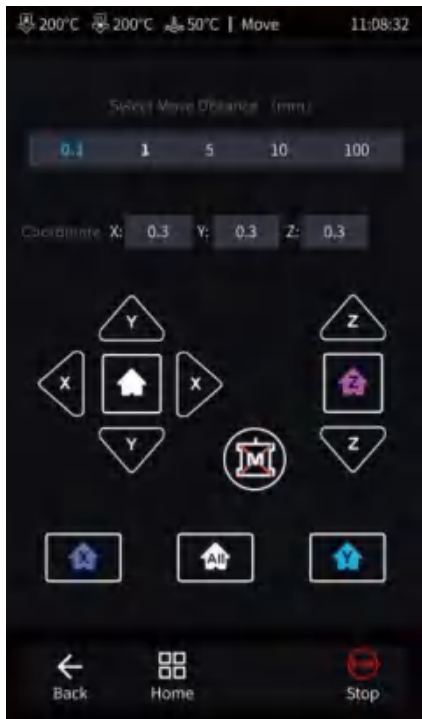 200°C 200°C 50°C | Move 11:08:32
Select Move Distance (mm)
0.1 1 5 10 100
Coordinate X: 0.3 Y: 0.3 Z: 0.3
Y Z
X X Z
Y Z
M
X All Y
Back Home Stop